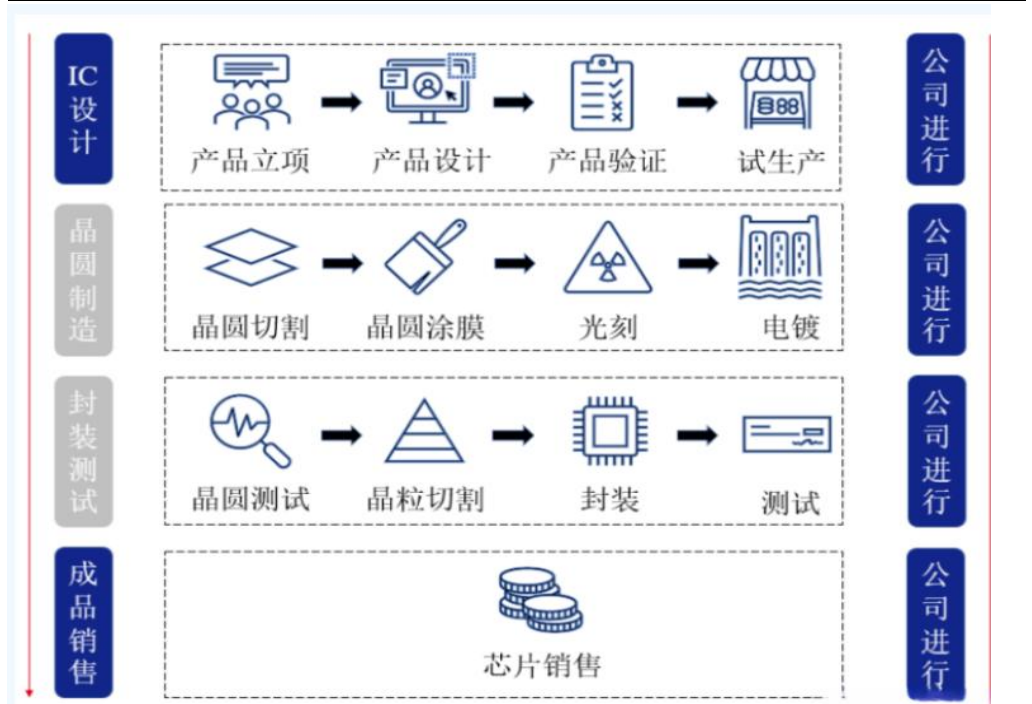 IC设计
产品立项
产品设计
产品验证
试生产
公司进行
晶圆制造
晶圆切割
晶圆涂膜
光刻
电镀
公司进行
封装测试
晶圆测试
晶粒切割
封装
测试
公司进行
成品销售
芯片销售
公司进行